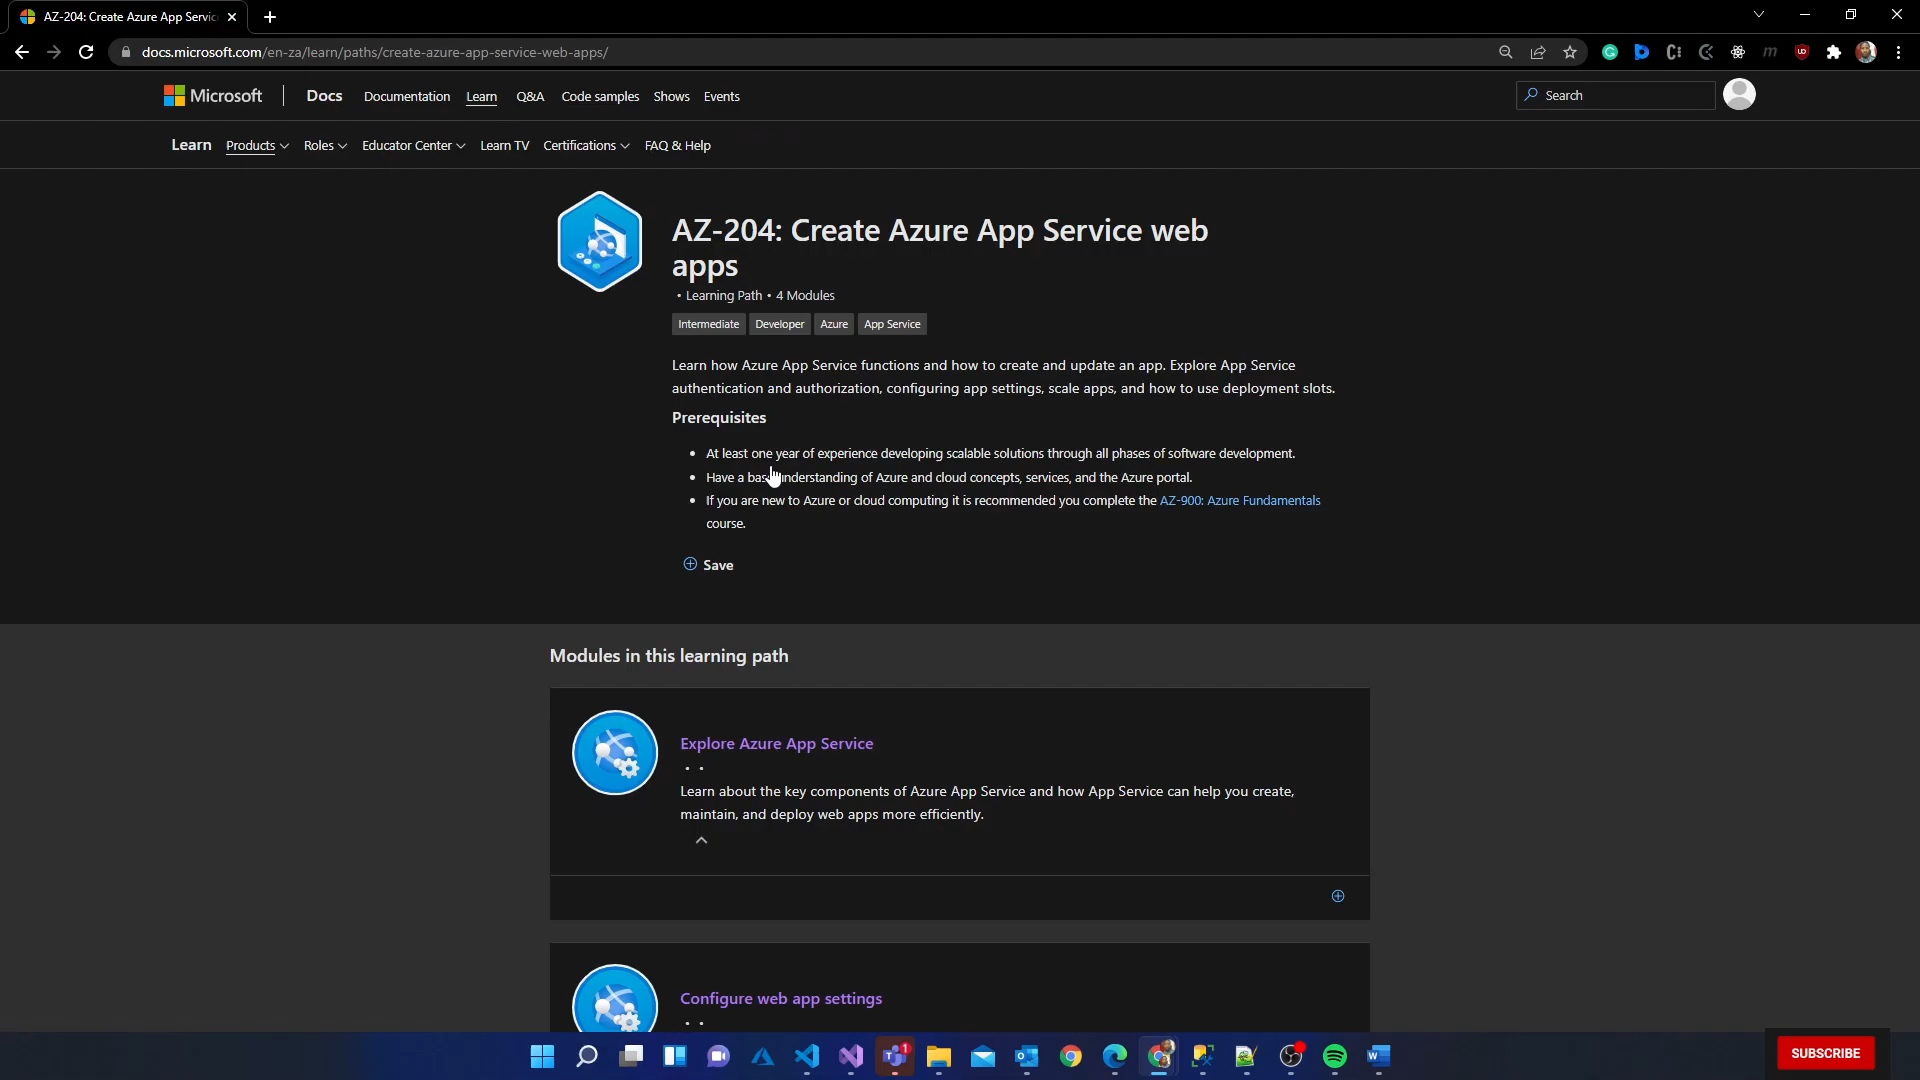 AZ-204: Create Azure App Servic
docs.microsoft.com/en-za/learn/paths/create-azure-app-service-web-apps/
Microsoft
Docs
Documentation
Learn
Q&A
Code samples
Shows
Events
Search
Learn
Products
Roles
Educator Center
Learn TV
Certifications
FAQ & Help
AZ-204: Create Azure App Service web
apps
• Learning Path • 4 Modules
Intermediate
Developer
Azure
App Service
Learn how Azure App Service functions and how to create and update an app. Explore App Service
authentication and authorization, configuring app settings, scale apps, and how to use deployment slots.
Prerequisites
• At least one year of experience developing scalable solutions through all phases of software development.
• Have a bas understanding of Azure and cloud concepts, services, and the Azure portal.
• If you are new to Azure or cloud computing it is recommended you complete the AZ-900: Azure Fundamentals
course.
Save
Modules in this learning path
Explore Azure App Service
Learn about the key components of Azure App Service and how App Service can help you create,
maintain, and deploy web apps more efficiently.
Configure web app settings
1
SUBSCRIBE